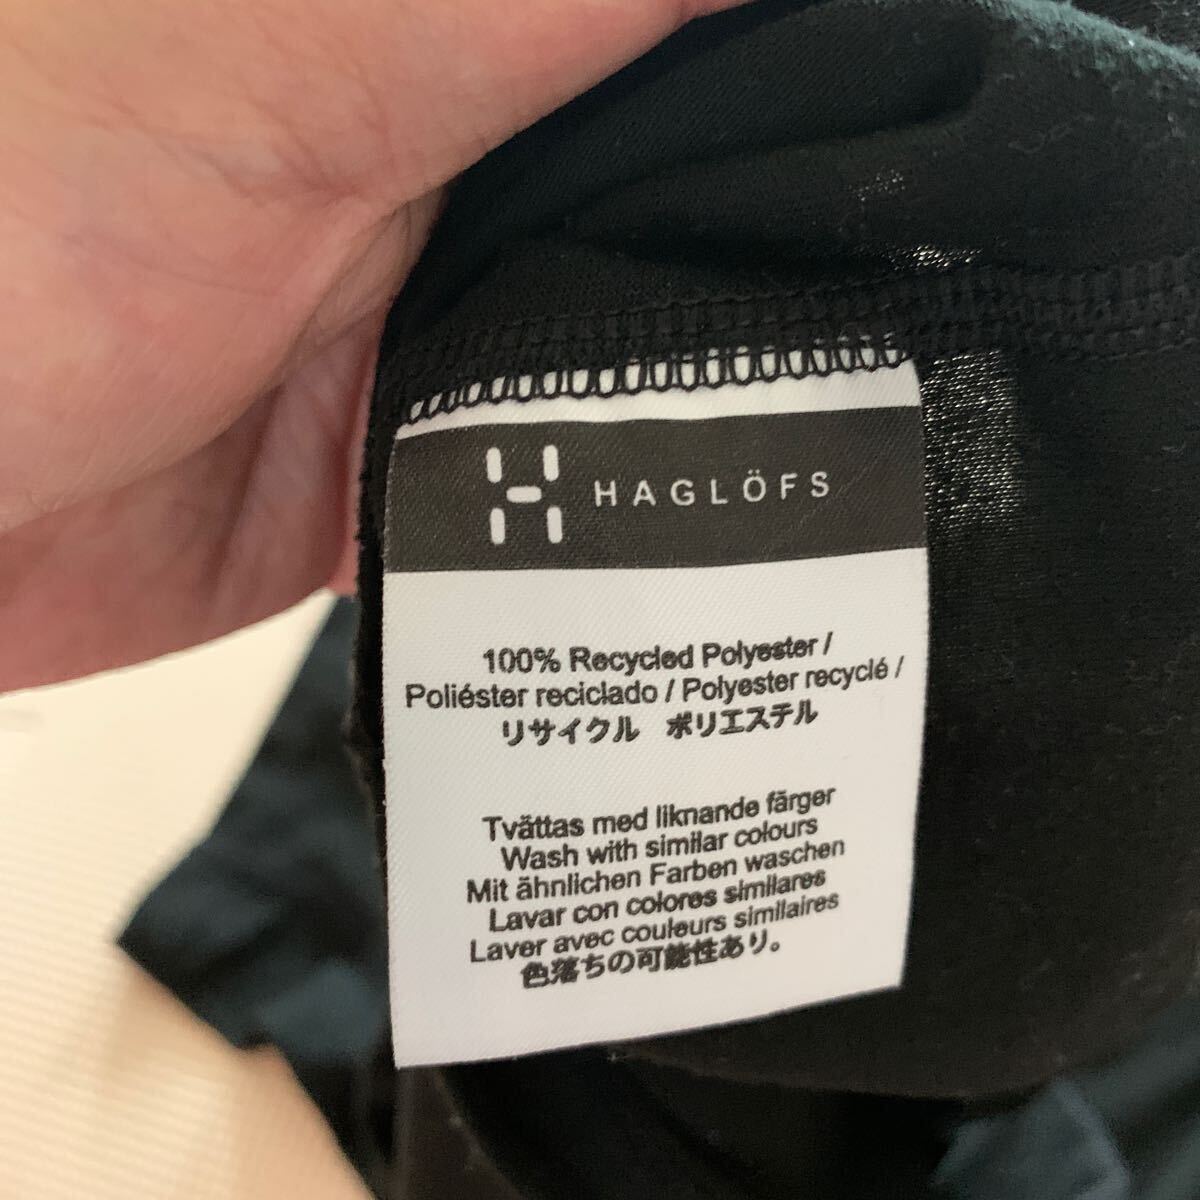 HAGLÖFS
100% Recycled Polyester /
Poliéster reciclado / Polyester recyclé /
リサイクル ポリエステル
Tvättas med liknande färger
Wash with similar colours
Mit ähnlichen Farben waschen
Lavar con colores similares
Laver avec couleurs similaires
色落ちの可能性あり。